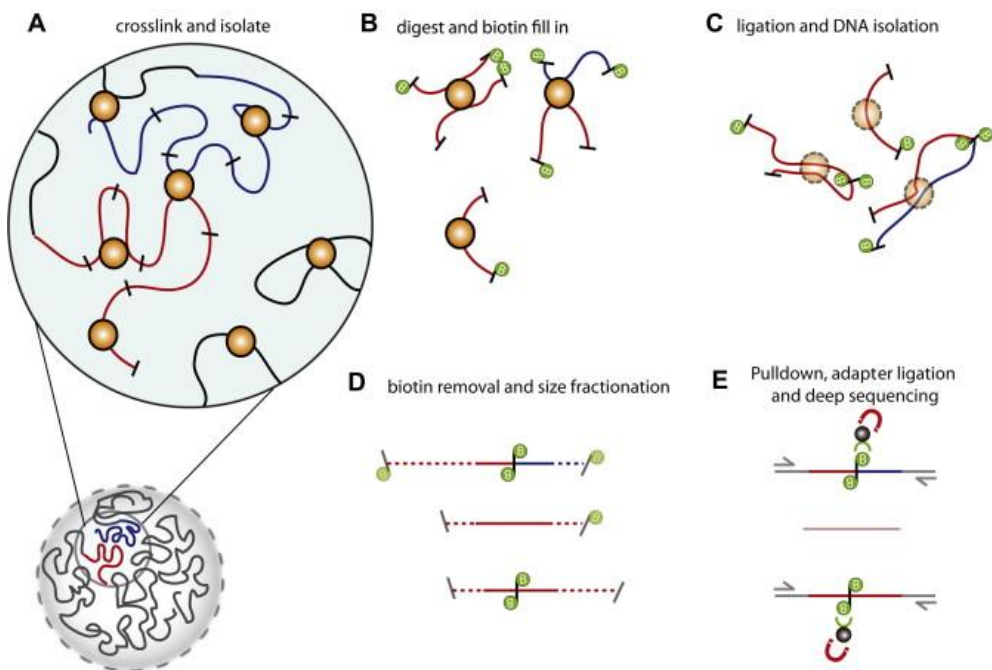 A
crosslink and isolate
B
digest and biotin fill in
B
B
B
B
B
B
B
C
ligation and DNA isolation
B
B
B
B
B
B
B
D
biotin removal and size fractionation
B
B
B
B
B
B
B
B
E
Pulldown, adapter ligation
and deep sequencing
B
B
B
B